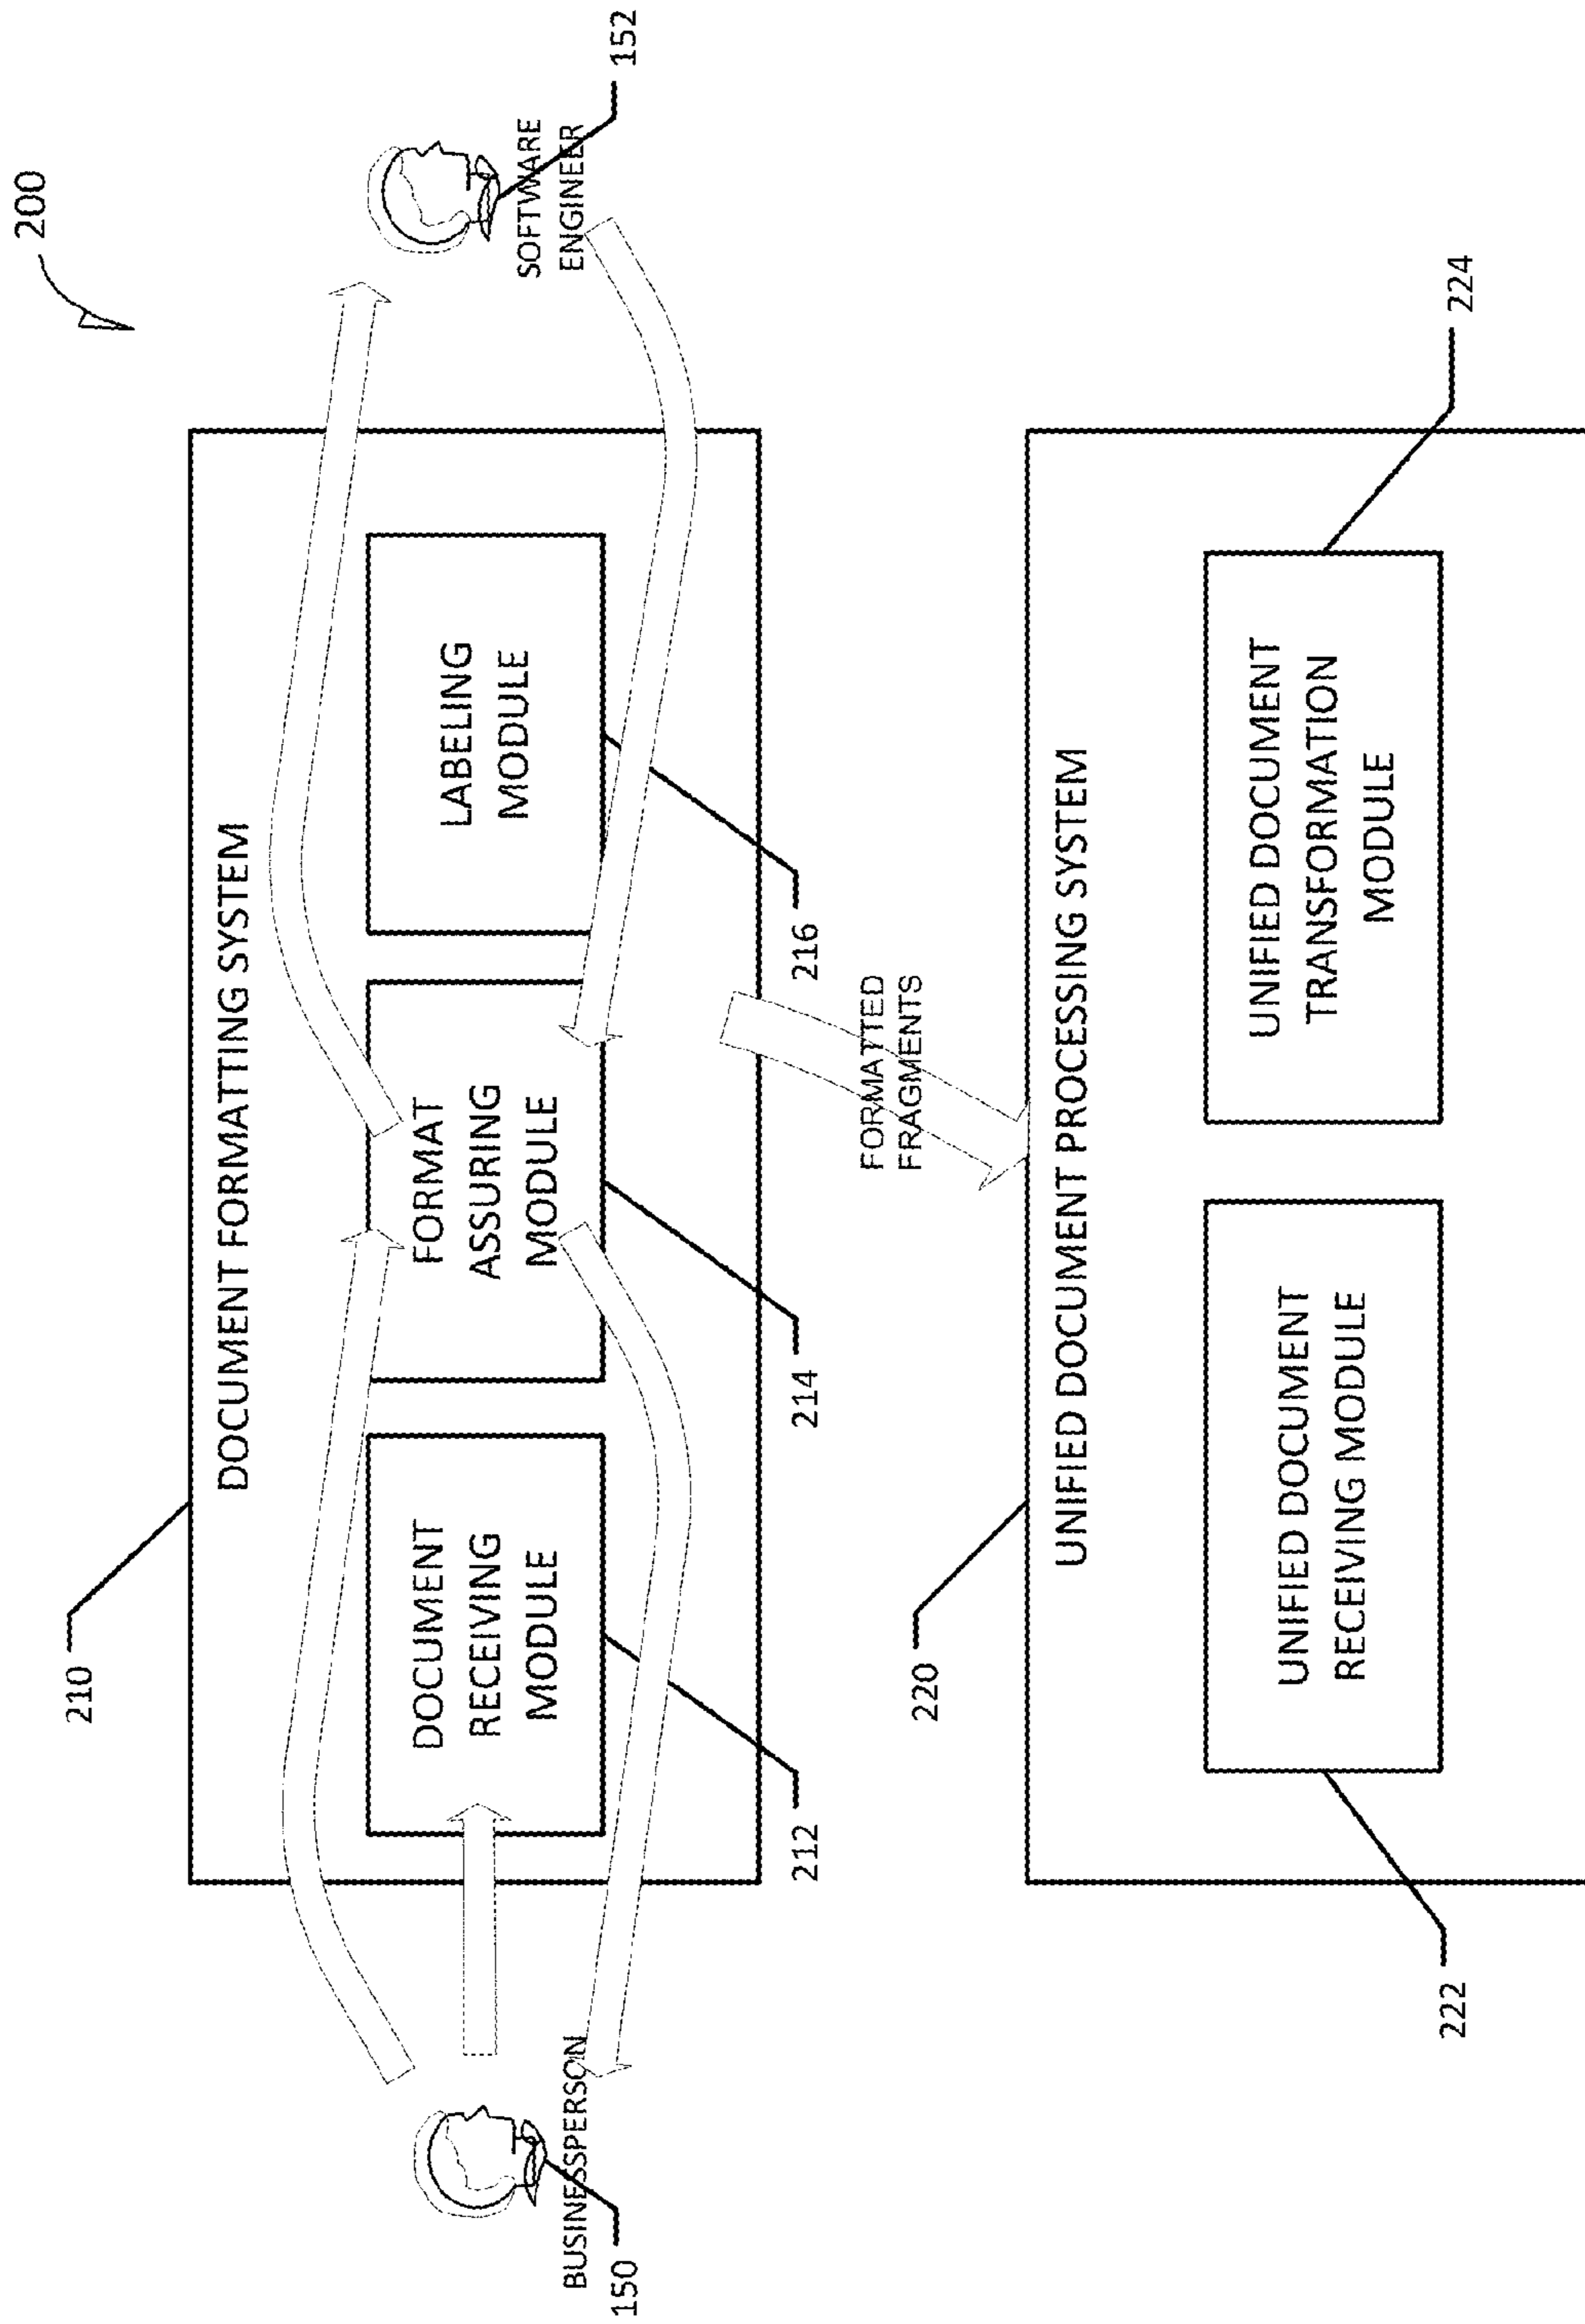 200
210
DOCUMENT FORMATTING SYSTEM
DOCUMENT
RECEIVING
MODULE
FORMAT
ASSURING
MODULE
LABELING
MODULE
BUSINESSPERSON
150
SOFTWARE
ENGINEER
152
212
214
216
FORMATTED
FRAGMENTS
220
UNIFIED DOCUMENT PROCESSING SYSTEM
UNIFIED DOCUMENT
RECEIVING MODULE
UNIFIED DOCUMENT
TRANSFORMATION
MODULE
222
224